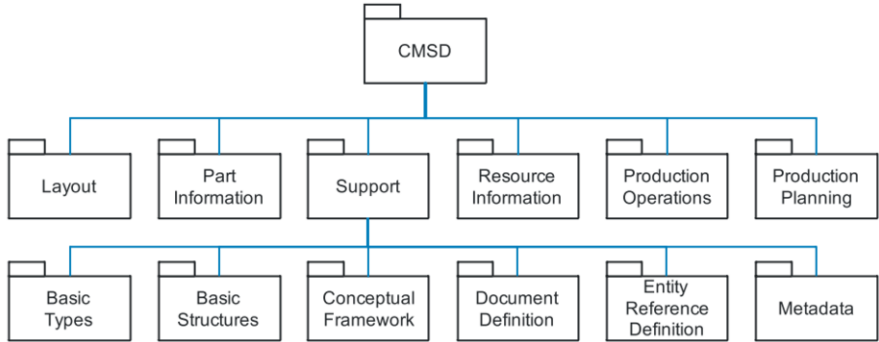 CMSD
Layout
Part
Information
Support
Resource
Information
Production
Operations
Production
Planning
Basic
Types
Basic
Structures
Conceptual
Framework
Document
Definition
Entity
Reference
Definition
Metadata